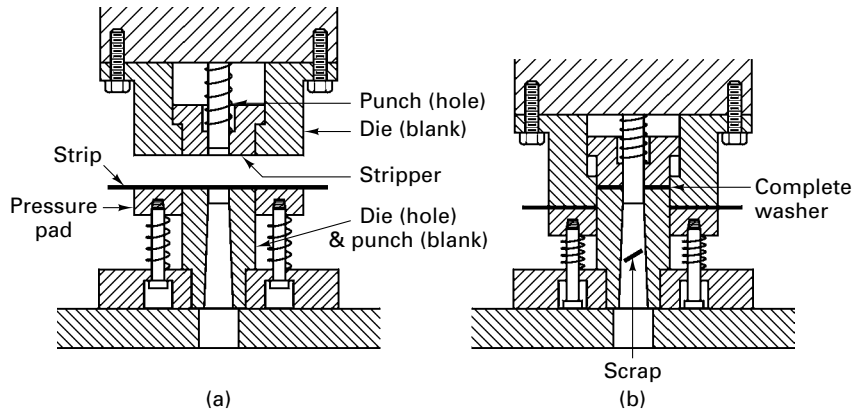 Punch (hole)
Die (blank)
Strip
Stripper
Pressure
pad
Die (hole)
& punch (blank)
(a)
Complete
washer
Scrap
(b)